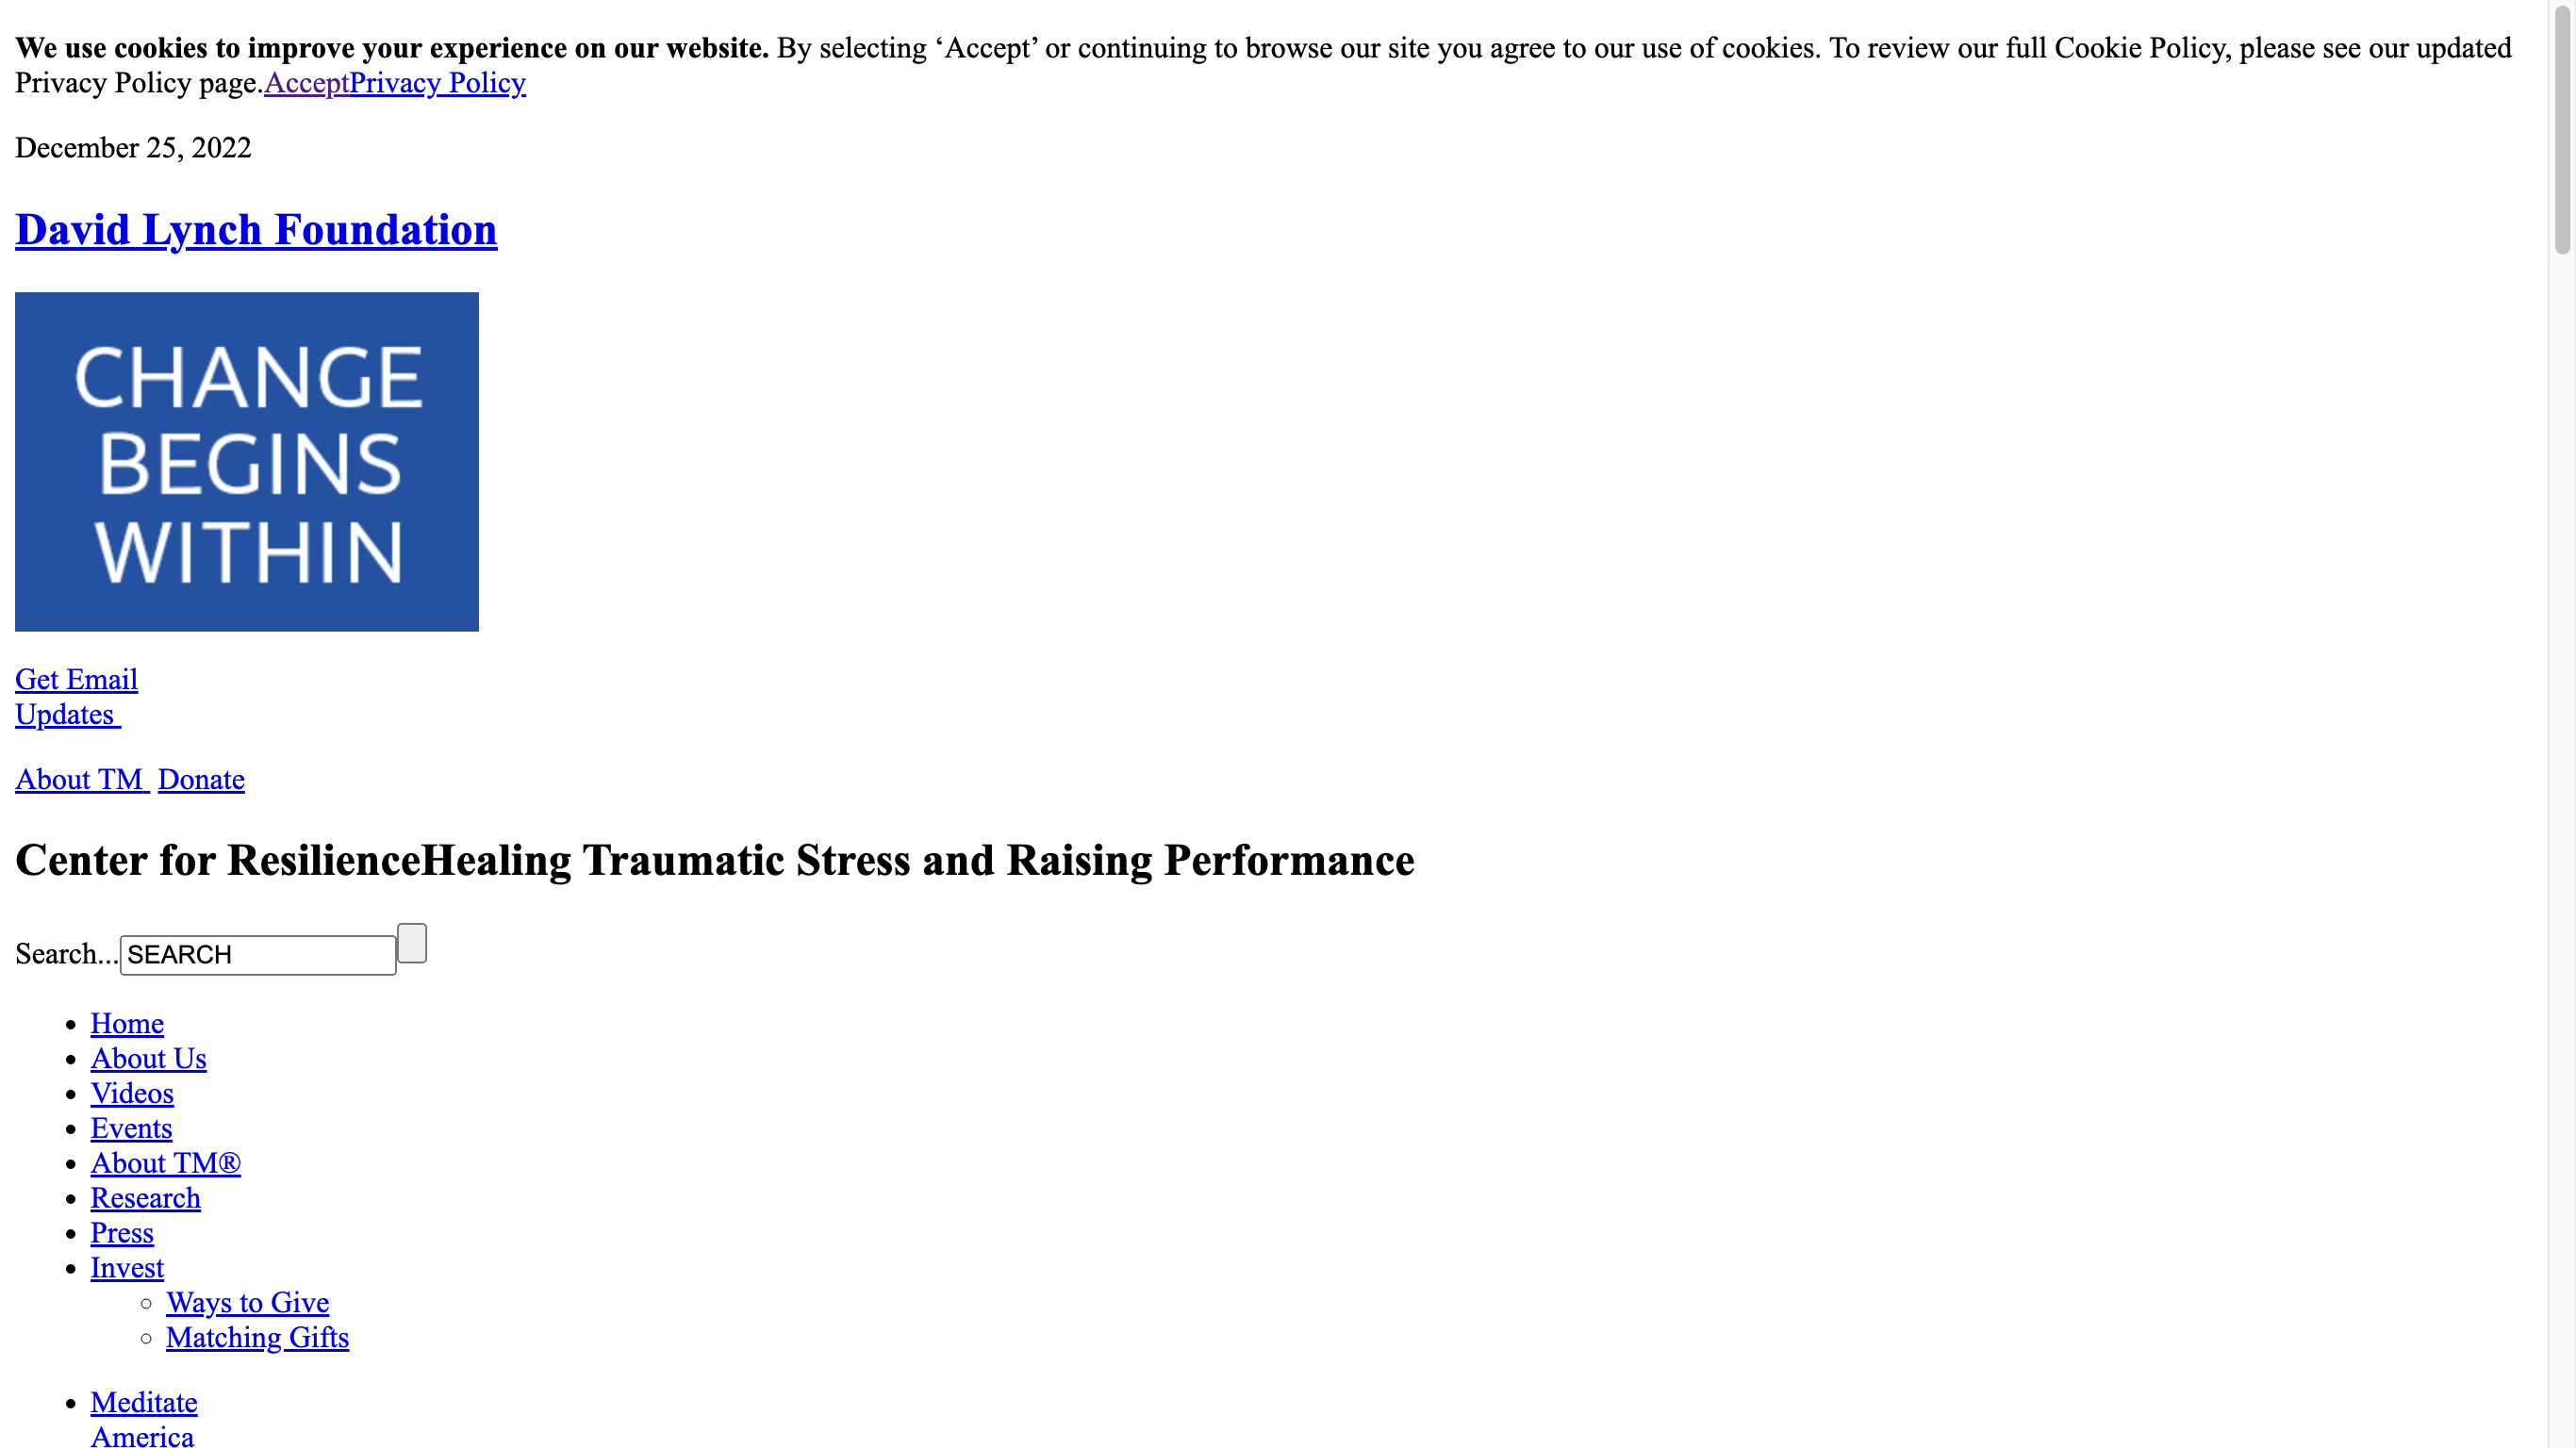 We use cookies to improve your experience on our website. By selecting ‘Accept’ or continuing to browse our site you agree to our use of cookies. To review our full Cookie Policy, please see our updated
Privacy Policy page.AcceptPrivacy Policy
December 25, 2022
David Lynch Foundation
CHANGE
BEGINS
WITHIN
Get Email
Updates
About TM  Donate
Center for ResilienceHealing Traumatic Stress and Raising Performance
Search...SEARCH
Home
About Us
Videos
Events
About TM®
Research
Press
Invest
Ways to Give
Matching Gifts
Meditate
America